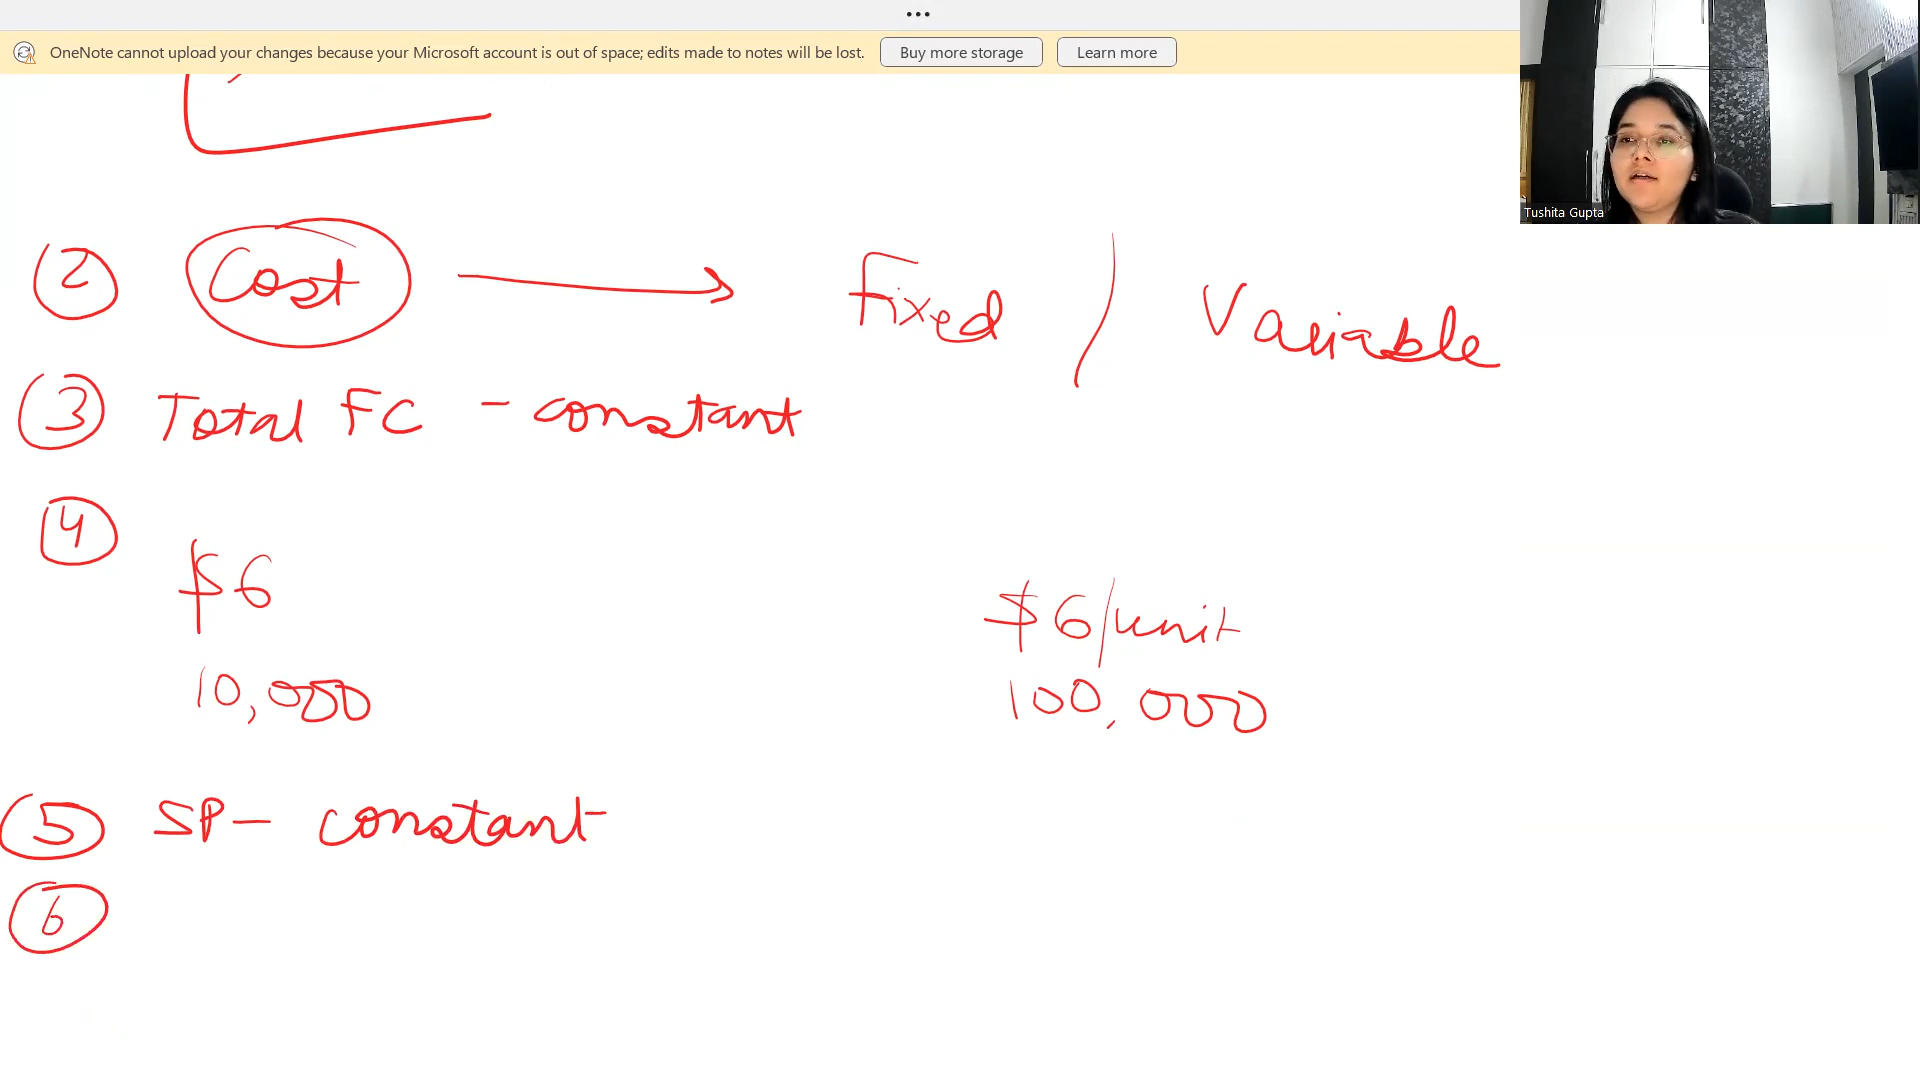 OneNote cannot upload your changes because your Microsoft account is out of space; edits made to notes will be lost. Buy more storage Learn more
Tushita Gupta
2 Cost → Fixed / Variable
3 Total FC - constant
4
$6 $6/unit
10,000 100,000
5 SP - constant
6